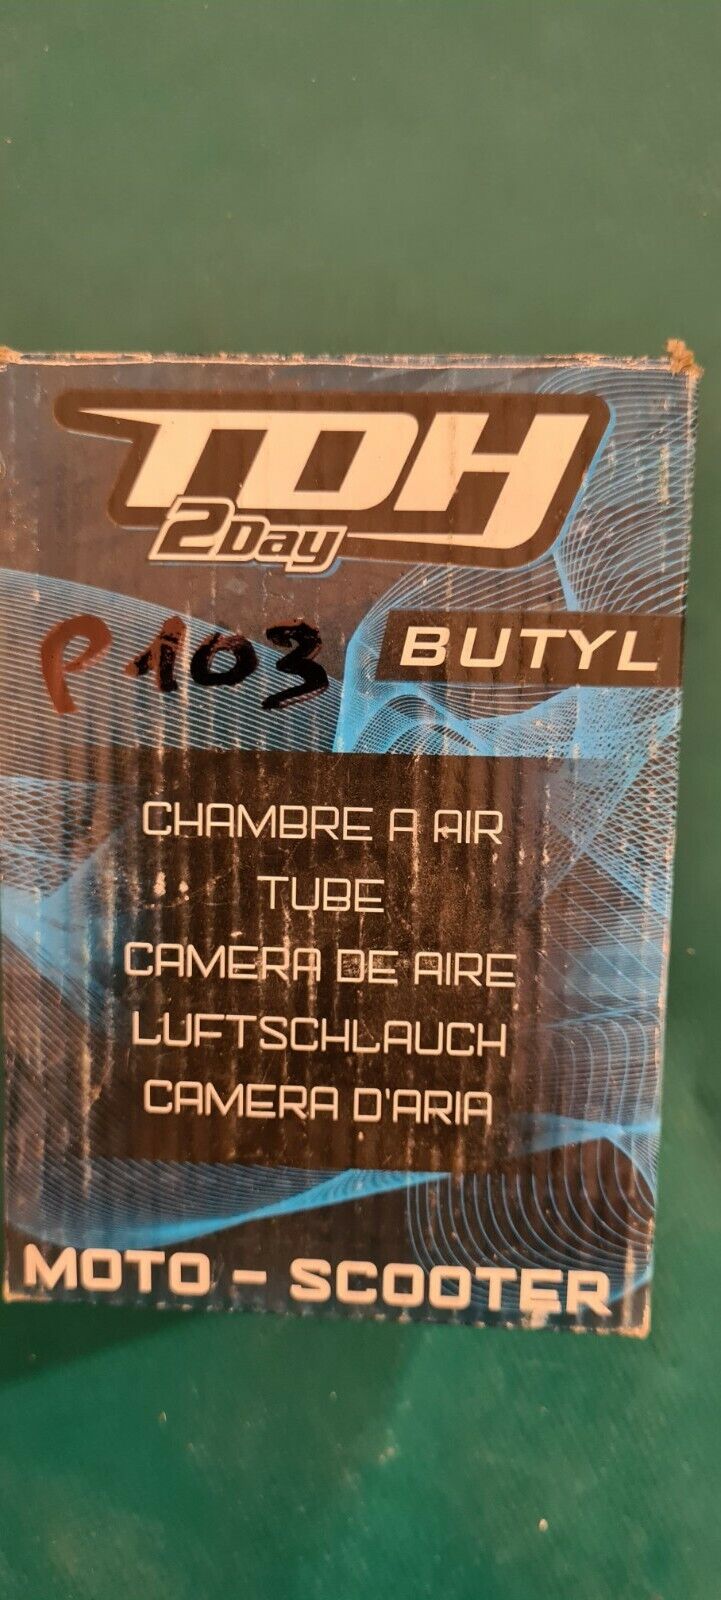 TDH
2Day
P103
BUTYL
CHAMBRE A AIR
TUBE
CAMERA DE AIRE
LUFTSCHLAUCH
CAMERA D'ARIA
MOTO - SCOOTER